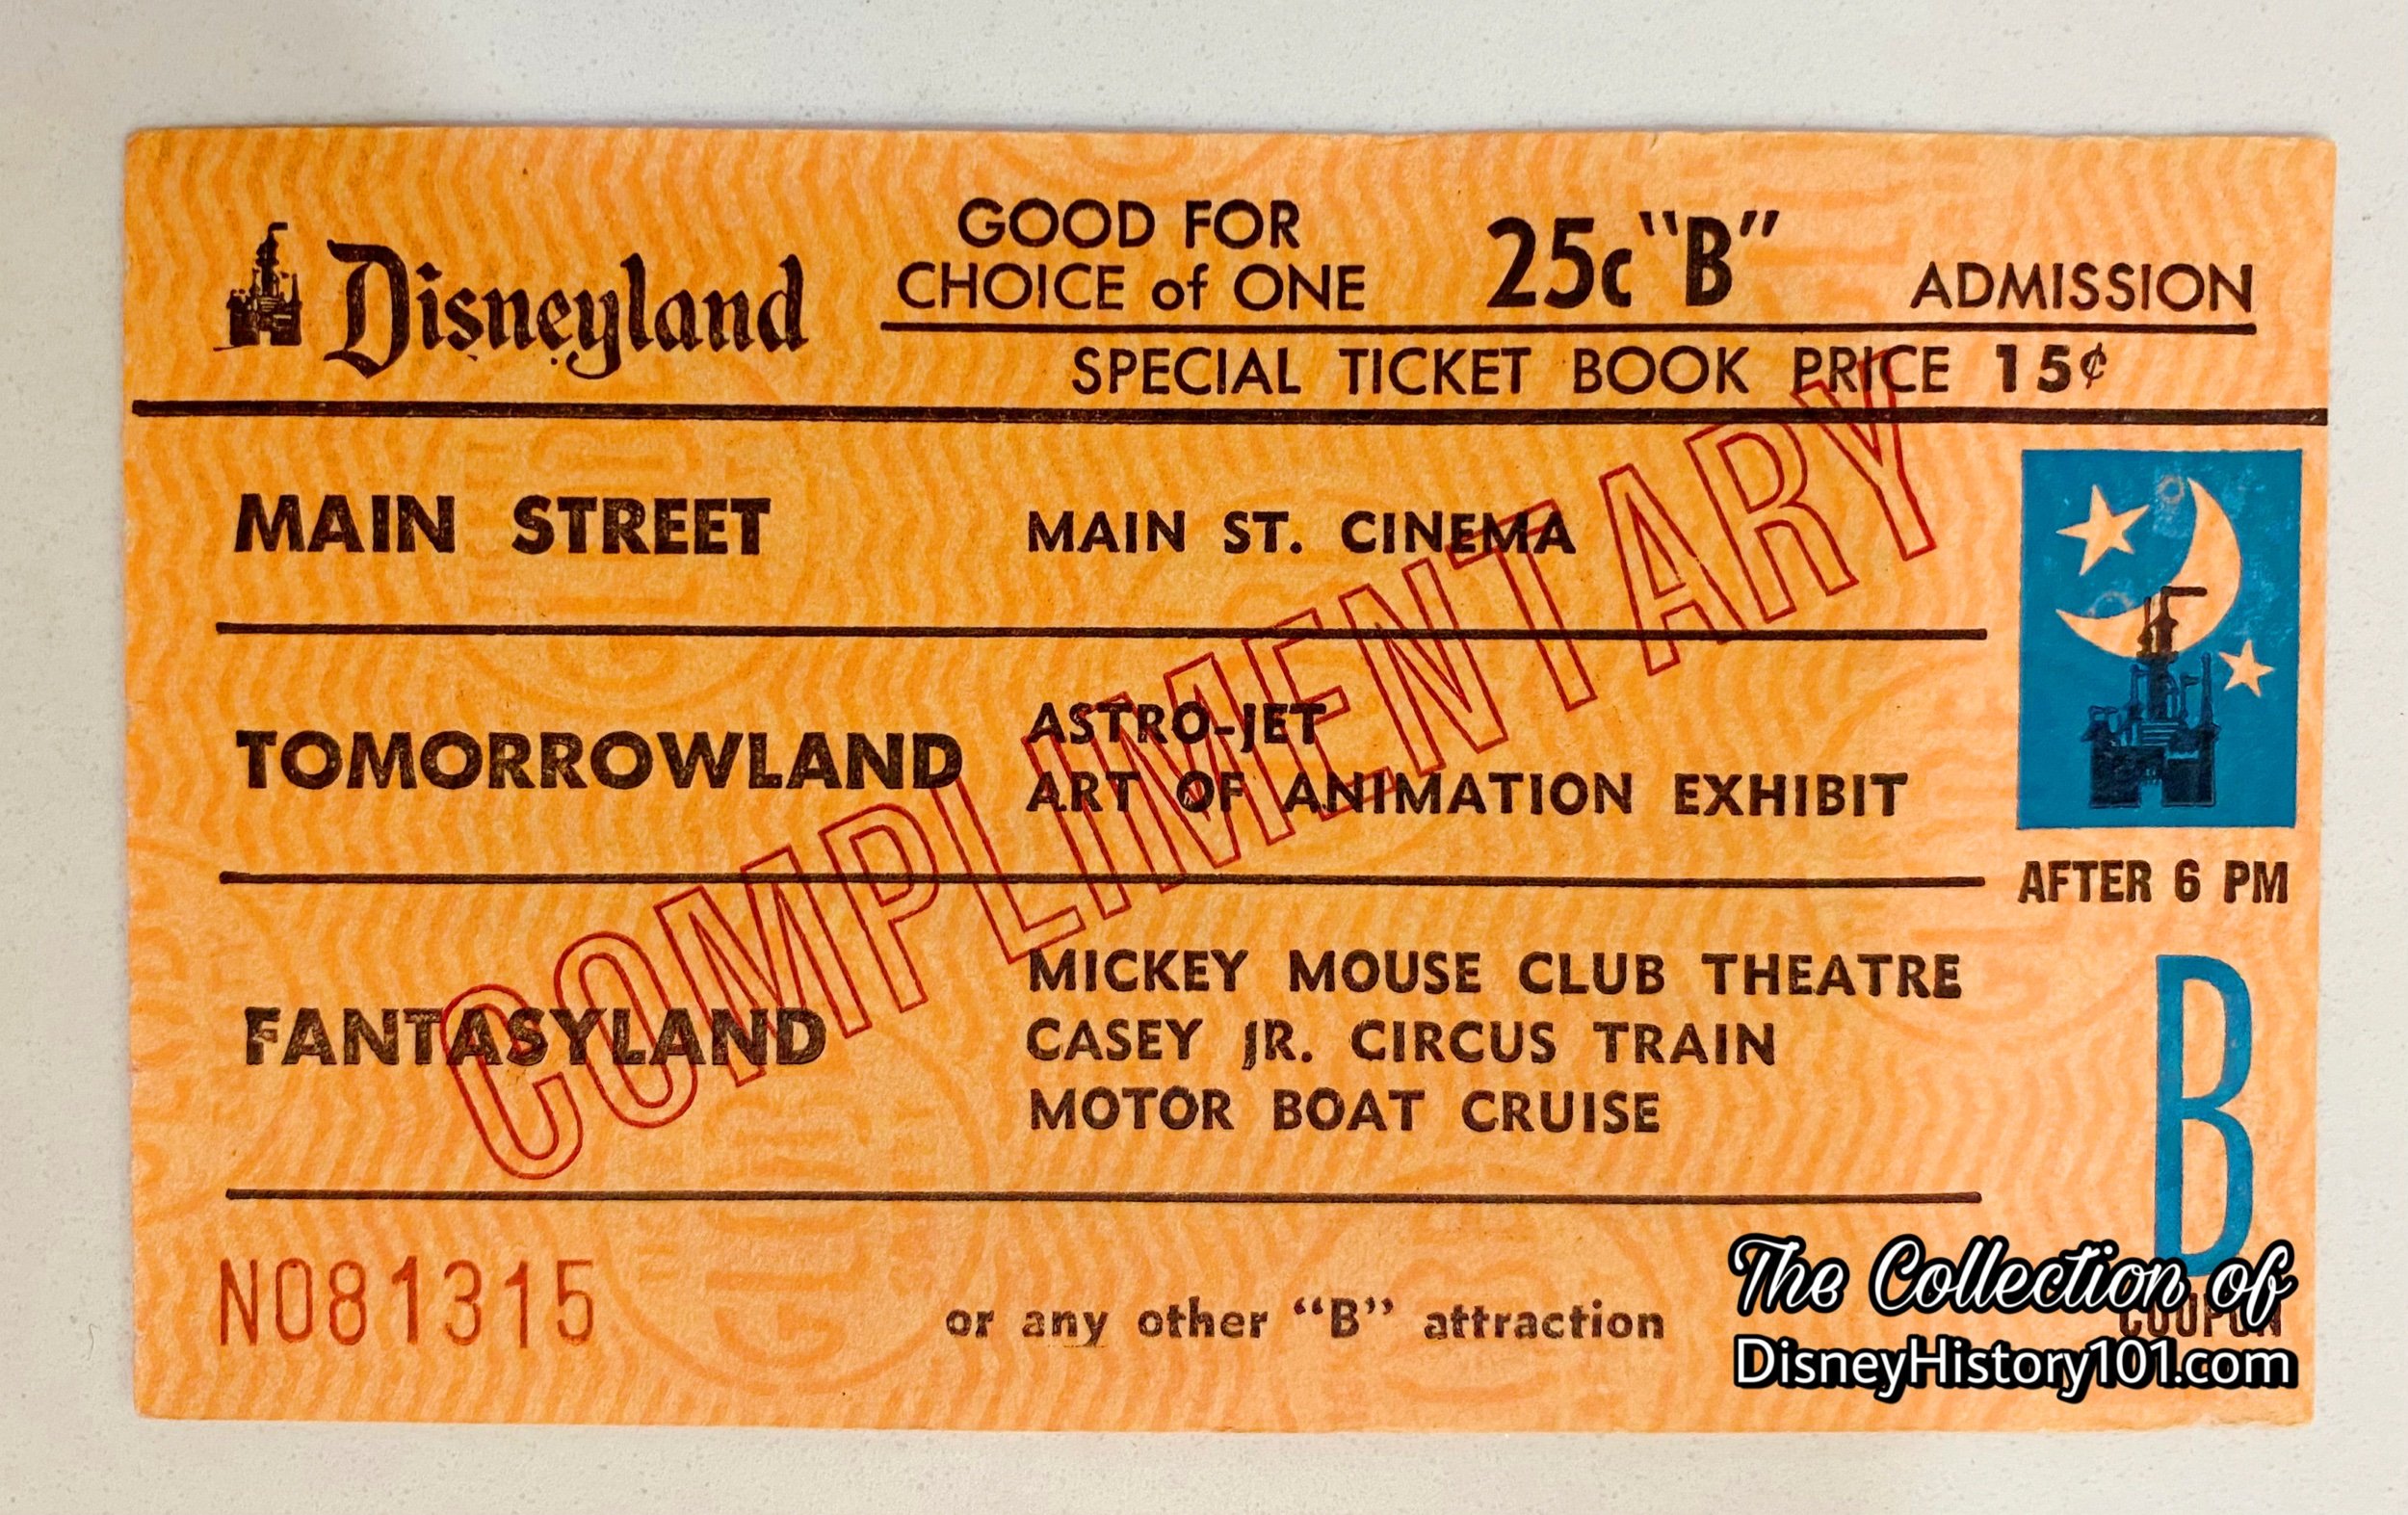 Disneyland
GOOD FOR
CHOICE of ONE
25c "B"
ADMISSION
SPECIAL TICKET BOOK PRICE 15¢
MAIN STREET
MAIN ST. CINEMA
TOMORROWLAND
ASTRO-JET
ART OF ANIMATION EXHIBIT
FANTASYLAND
MICKEY MOUSE CLUB THEATRE
CASEY JR. CIRCUS TRAIN
MOTOR BOAT CRUISE
COMPLIMENTARY
AFTER 6 PM
B
COUPON
N081315
or any other "B" attraction
The Collection of
DisneyHistory101.com